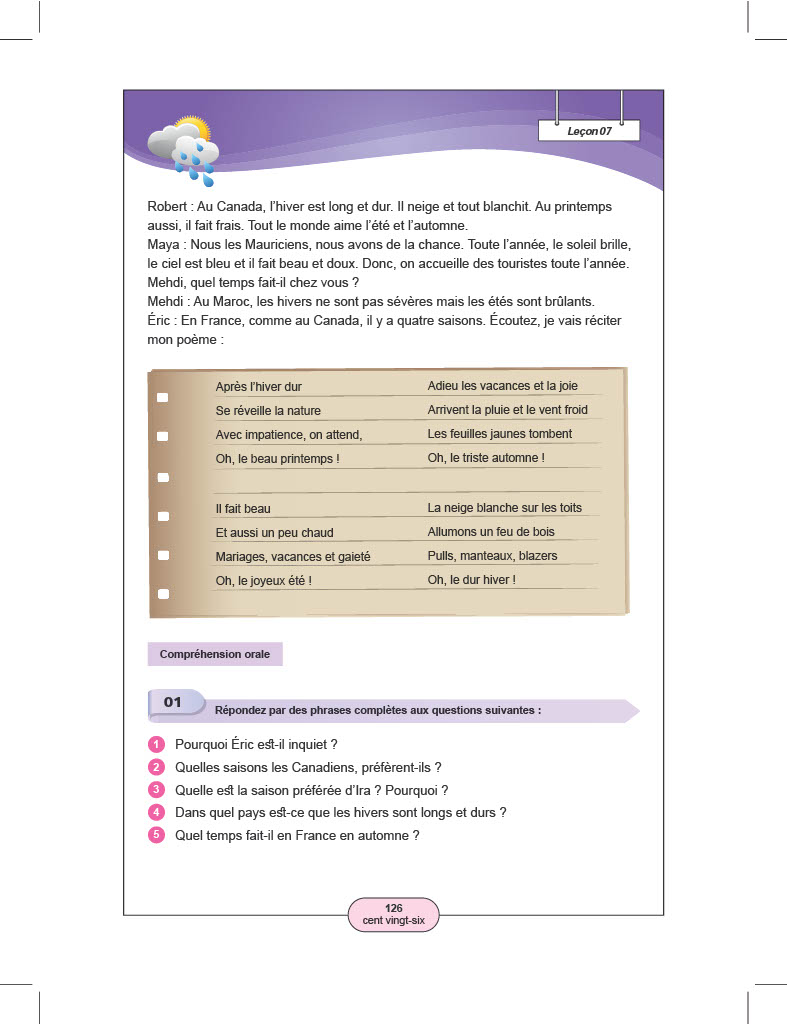 Leçon 07
Robert : Au Canada, l’hiver est long et dur. Il neige et tout blanchit. Au printemps
aussi, il fait frais. Tout le monde aime l’été et l’automne.
Maya : Nous les Mauriciens, nous avons de la chance. Toute l’année, le soleil brille,
le ciel est bleu et il fait beau et doux. Donc, on accueille des touristes toute l’année.
Mehdi, quel temps fait-il chez vous ?
Mehdi : Au Maroc, les hivers ne sont pas sévères mais les étés sont brûlants.
Éric : En France, comme au Canada, il y a quatre saisons. Écoutez, je vais réciter
mon poème :
Après l’hiver dur
Se réveille la nature
Avec impatience, on attend,
Oh, le beau printemps !
Il fait beau
Et aussi un peu chaud
Mariages, vacances et gaieté
Oh, le joyeux été !
Adieu les vacances et la joie
Arrivent la pluie et le vent froid
Les feuilles jaunes tombent
Oh, le triste automne !
La neige blanche sur les toits
Allumons un feu de bois
Pulls, manteaux, blazers
Oh, le dur hiver !
Compréhension orale
01
Répondez par des phrases complètes aux questions suivantes :
1 Pourquoi Éric est-il inquiet ?
2 Quelles saisons les Canadiens, préfèrent-ils ?
3 Quelle est la saison préférée d’Ira ? Pourquoi ?
4 Dans quel pays est-ce que les hivers sont longs et durs ?
5 Quel temps fait-il en France en automne ?
126
cent vingt-six